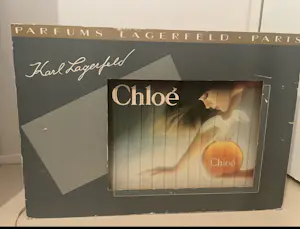 PARFUMS LAGERFELD · PARIS
Karl Lagerfeld
Chloé
Chloé